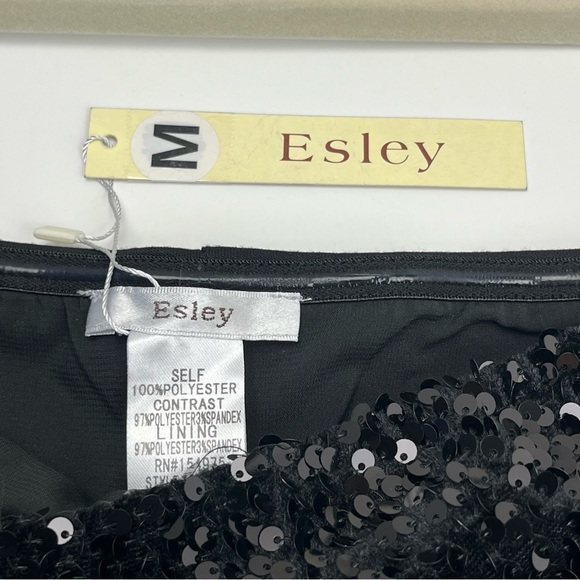 M Esley
Esley
SELF
100%POLYESTER
CONTRAST
97%POLYESTER3%SPANDEX
LINING
97%POLYESTER3%SPANDEX